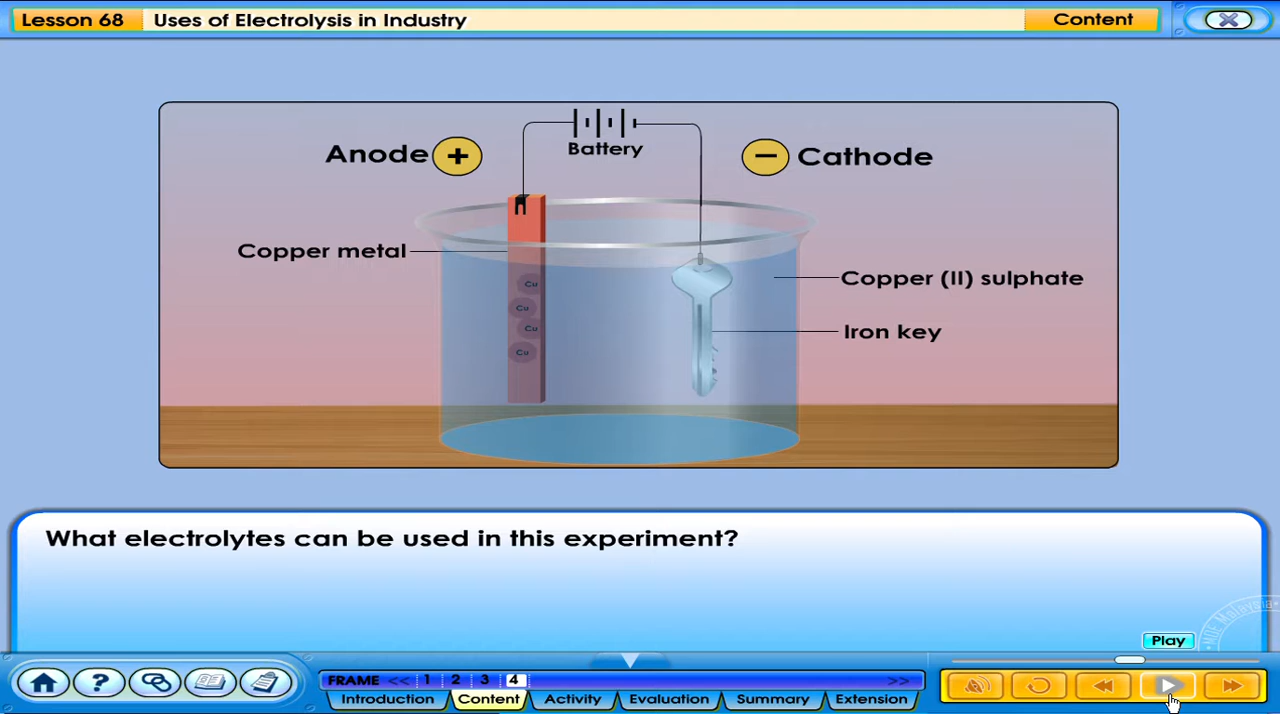 Lesson 68
Uses of Electrolysis in Industry
Content
Anode +
Battery
− Cathode
Copper metal
Copper (II) sulphate
Cu
Cu
Cu
Cu
Iron key
What electrolytes can be used in this experiment?
MOE Malaysia
Play
?
FRAME << 1 2 3 4 >>
Introduction Content Activity Evaluation Summary Extension